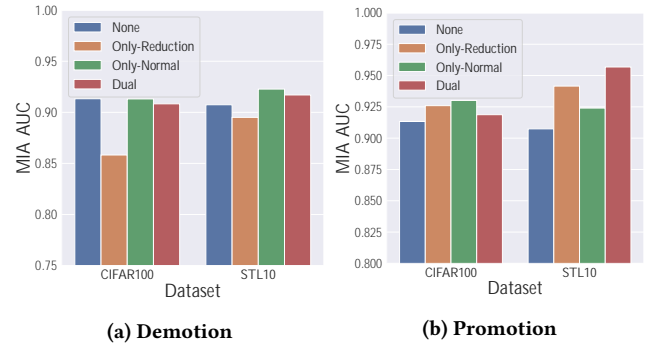 1.00
0.95
0.90
0.85
0.80
0.75
MIA AUC
None
Only-Reduction
Only-Normal
Dual
CIFAR100
STL10
Dataset
(a) Demotion
1.000
0.975
0.950
0.925
0.900
0.875
0.850
0.825
0.800
MIA AUC
None
Only-Reduction
Only-Normal
Dual
CIFAR100
STL10
Dataset
(b) Promotion